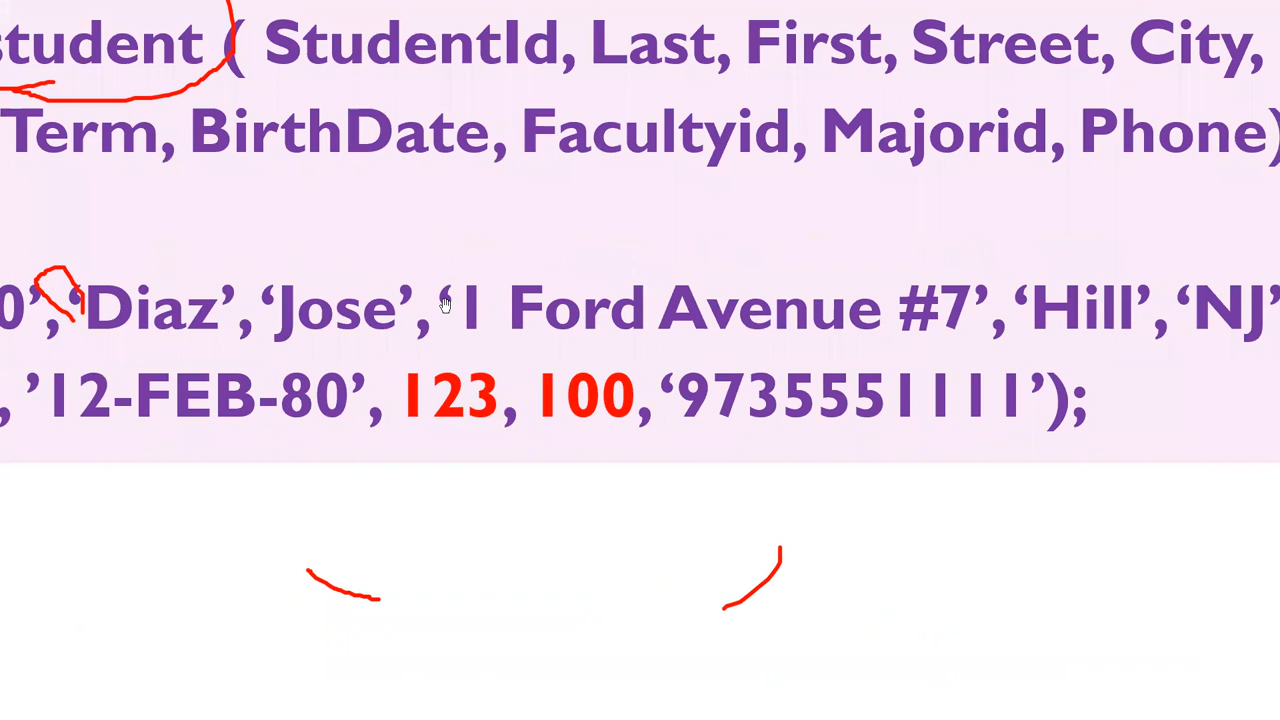 student ( StudentId, Last, First, Street, City,
Term, BirthDate, Facultyid, Majorid, Phone)
0’, ‘Diaz’, ‘Jose’, ‘1 Ford Avenue #7’, ‘Hill’, ‘NJ’
, ’12-FEB-80’, 123, 100, ‘9735551111’);